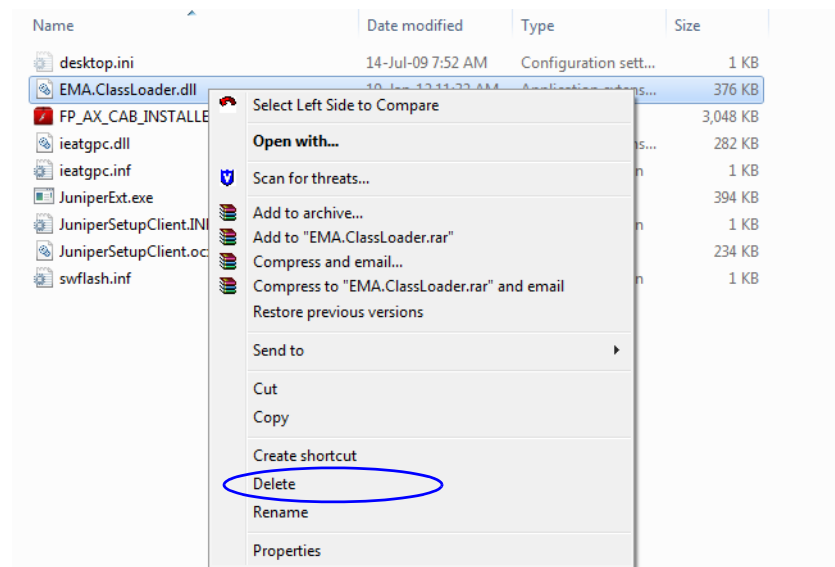 Name Date modified Type Size
desktop.ini 14-Jul-09 7:52 AM Configuration sett... 1 KB
EMA.ClassLoader.dll 376 KB
FP_AX_CAB_INSTALLE 3,048 KB
ieatgpc.dll 282 KB
ieatgpc.inf 1 KB
JuniperExt.exe 394 KB
JuniperSetupClient.INI 1 KB
JuniperSetupClient.oc 234 KB
swflash.inf 1 KB
Select Left Side to Compare
Open with...
Scan for threats...
Add to archive...
Add to "EMA.ClassLoader.rar"
Compress and email...
Compress to "EMA.ClassLoader.rar" and email
Restore previous versions
Send to
Cut
Copy
Create shortcut
Delete
Rename
Properties